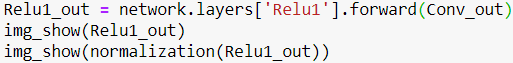 Relu1_out = network.layers['Relu1'].forward(Conv_out)
img_show(Relu1_out)
img_show(normalization(Relu1_out))